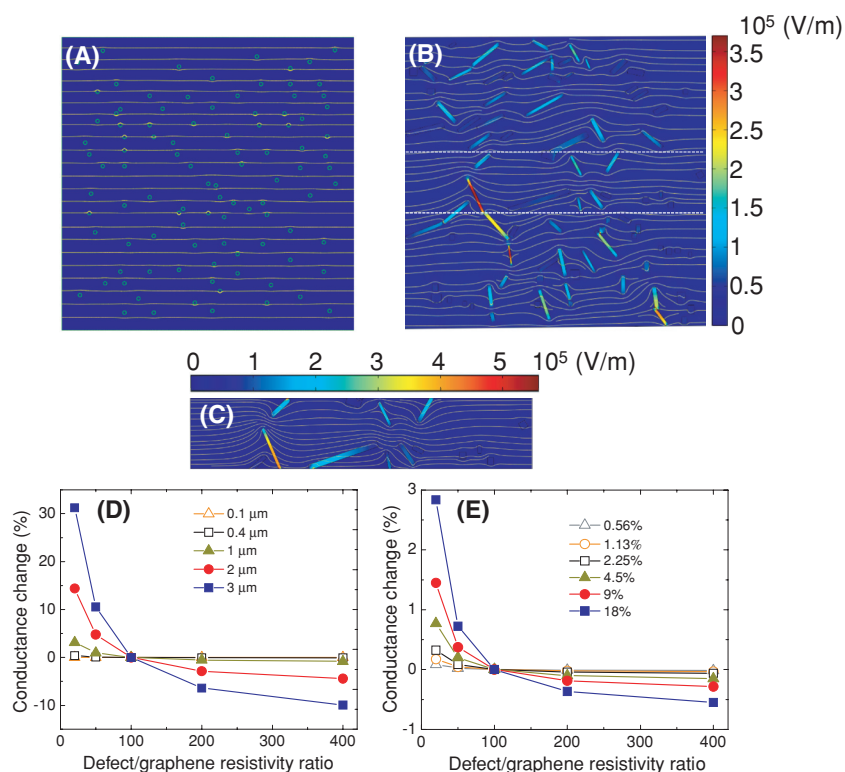 (A)
(B)
10⁵ (V/m)
3.5
3
2.5
2
1.5
1
0.5
0
0 1 2 3 4 5 10⁵ (V/m)
(C)
(D)
Conductance change (%)
30
20
10
0
-10
0.1 µm
0.4 µm
1 µm
2 µm
3 µm
0 100 200 300 400
Defect/graphene resistivity ratio
(E)
Conductance change (%)
3
2
1
0
-1
0.56%
1.13%
2.25%
4.5%
9%
18%
0 100 200 300 400
Defect/graphene resistivity ratio